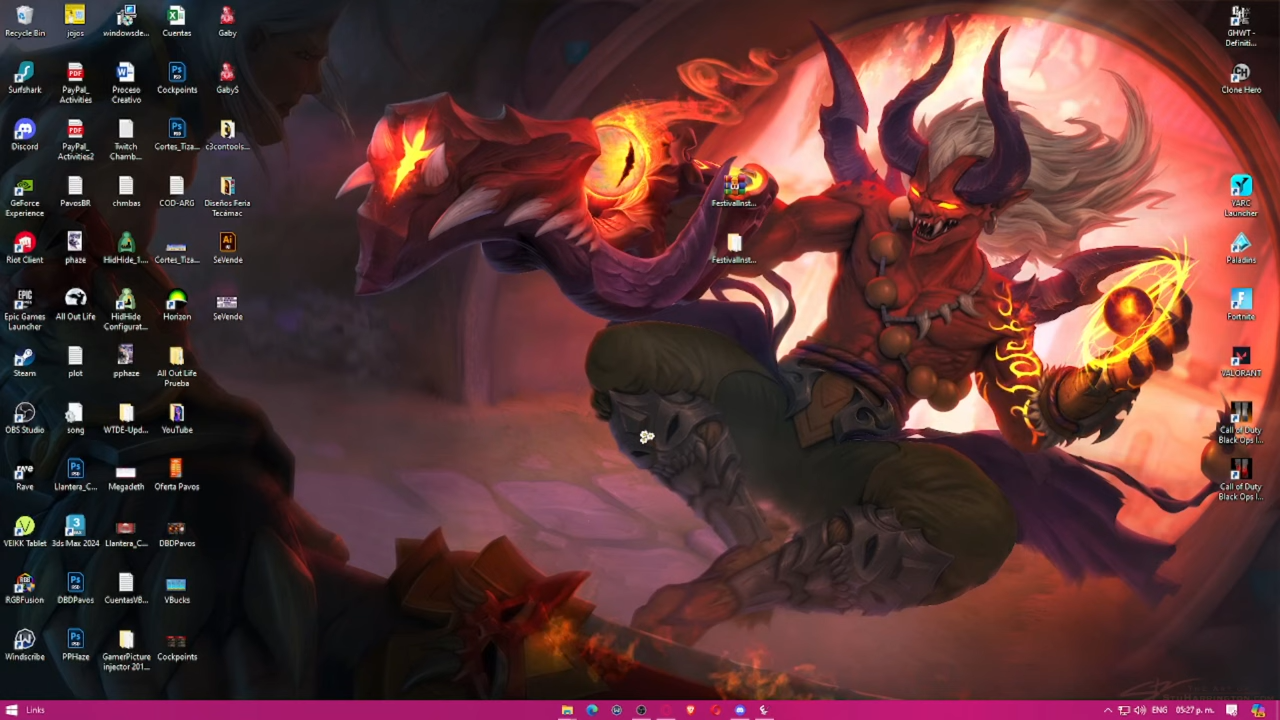 Recycle Bin
jojos
windowsde...
Cuentas
Gaby
GHWT -
Definiti...
Surfshark
PayPal_
Activities
Proceso
Creativo
Cockpoints
GabyS
Clone Hero
Discord
PayPal_
Activities2
Twitch
Chamb...
Cortes_Tiza...
c3contools...
GeForce
Experience
PavosBR
chmbas
COD-ARG
Diseños Feria
Tecamac
FestivalInst...
YARC
Launcher
Riot Client
phaze
HidHide_1....
Cortes_Tiza...
SeVende
FestivalInst...
Paladins
Epic Games
Launcher
All Out Life
HidHide
Configurat...
Horizon
SeVende
Fortnite
Steam
plot
pphaze
All Out Life
Prueba
VALORANT
OBS Studio
song
WTDE-Upd...
YouTube
Call of Duty
Black Ops I...
Rave
Llantera_C...
Megadeth
Oferta Pavos
Call of Duty
Black Ops I...
VEIKK Tablet
3ds Max 2024
Llantera_C...
DBDPavos
RGBFusion
DBDPavos
CuentasVB...
VBucks
Windscribe
PPHaze
GamerPicture
injector 201...
Cockpoints
Links
ENG
05:27 p. m.